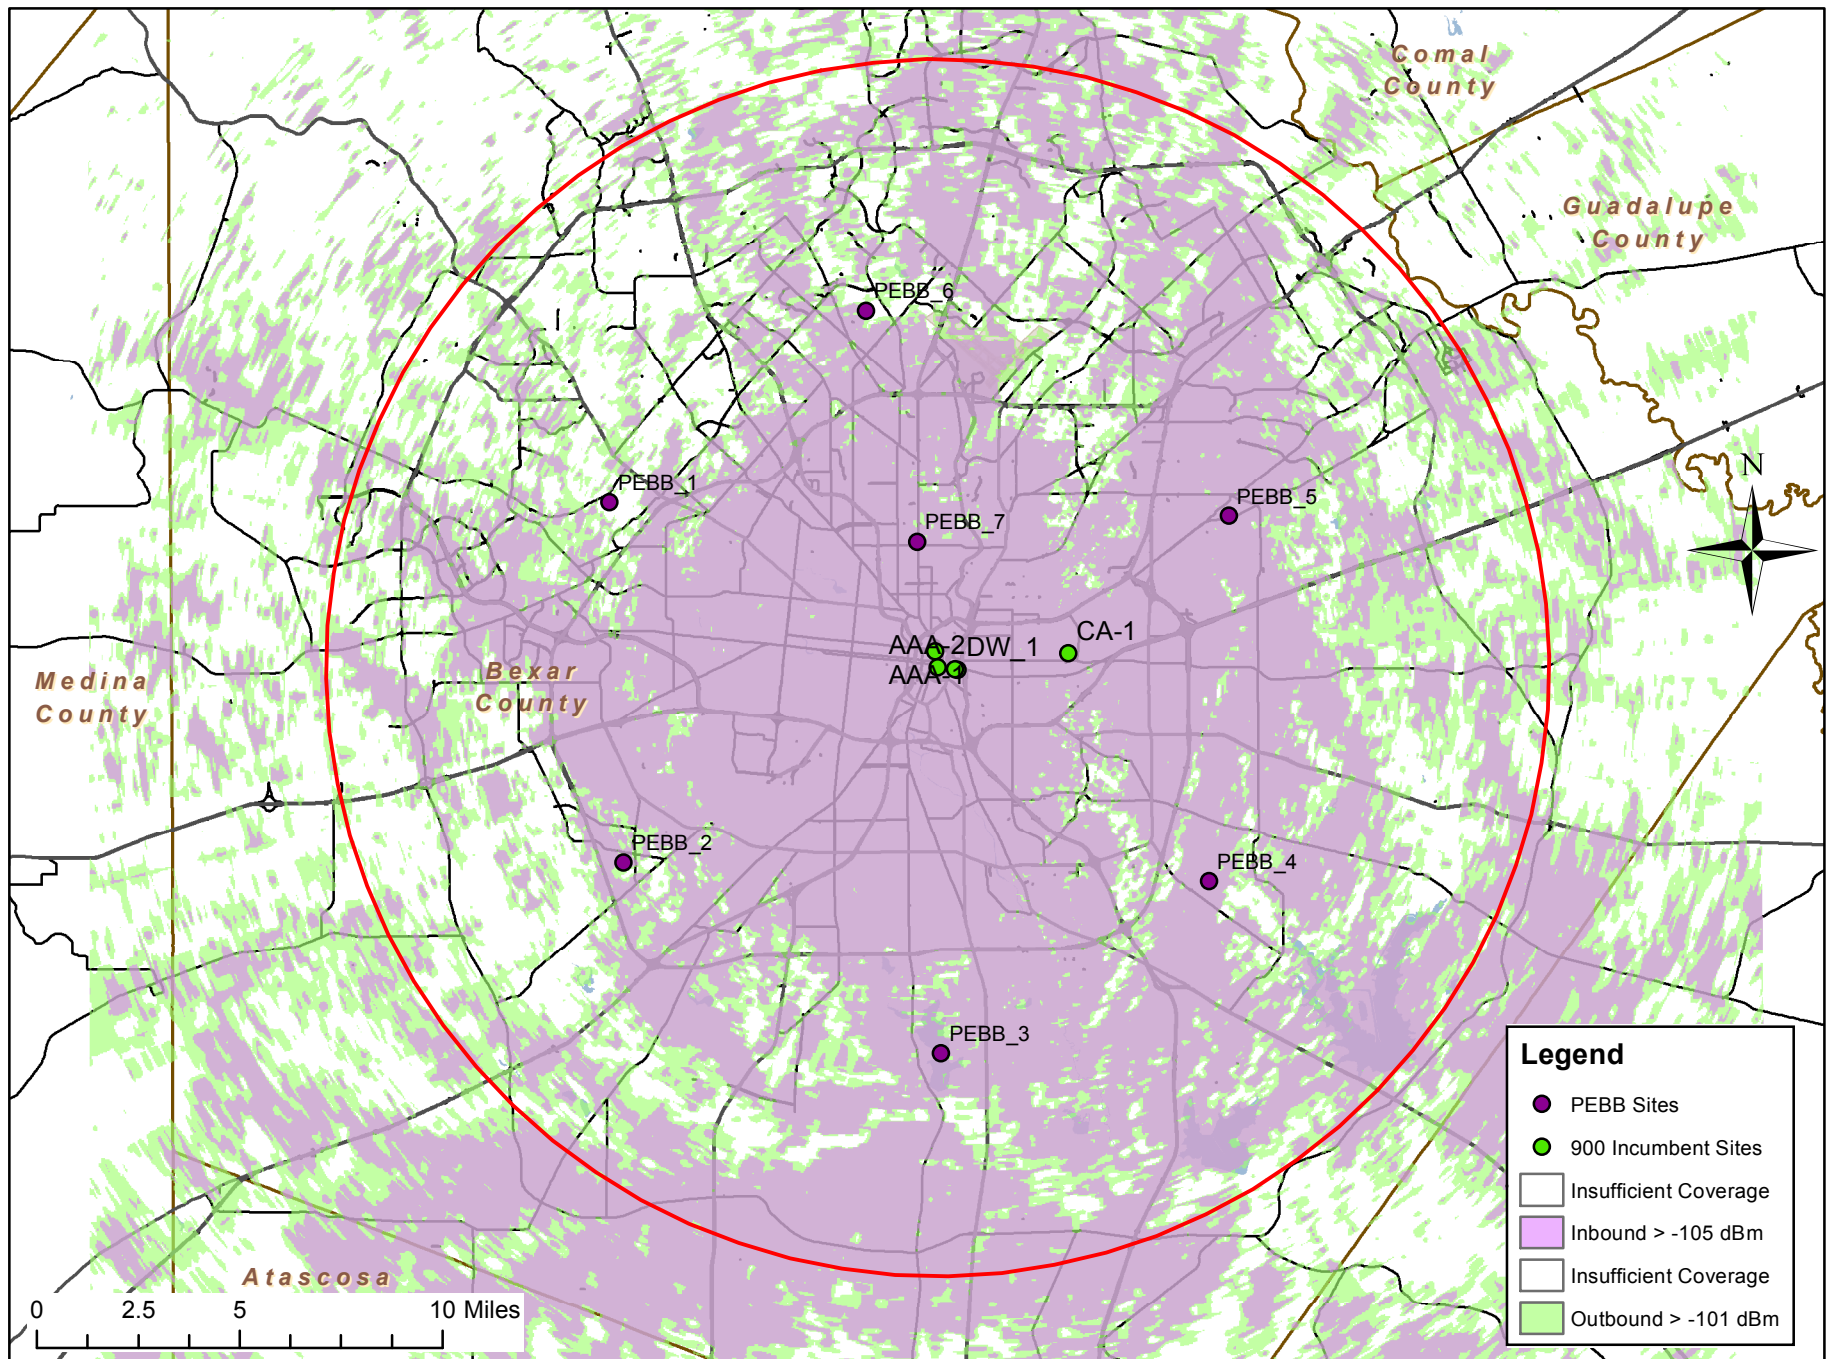 Comal
County
Guadalupe
County
PEBB_6
PEBB_1
PEBB_5
PEBB_7
N
AAA-2
DW_1
CA-1
AAA-1
Bexar
County
Medina
County
PEBB_2
PEBB_4
PEBB_3
Atascosa
0 2.5 5 10 Miles
Legend
PEBB Sites
900 Incumbent Sites
Insufficient Coverage
Inbound > -105 dBm
Insufficient Coverage
Outbound > -101 dBm